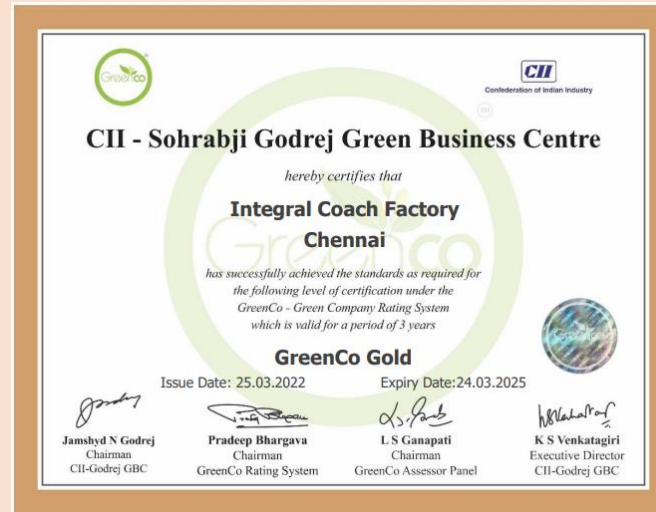 GreenCo
CII
Confederation of Indian Industry
CII - Sohrabji Godrej Green Business Centre
hereby certifies that
Integral Coach Factory
Chennai
has successfully achieved the standards as required for
the following level of certification under the
GreenCo - Green Company Rating System
which is valid for a period of 3 years
GreenCo Gold
Issue Date: 25.03.2022 Expiry Date:24.03.2025
Jamshyd N Godrej Pradeep Bhargava L S Ganapati K S Venkatagiri
Chairman Chairman Chairman Executive Director
CII-Godrej GBC GreenCo Rating System GreenCo Assessor Panel CII-Godrej GBC